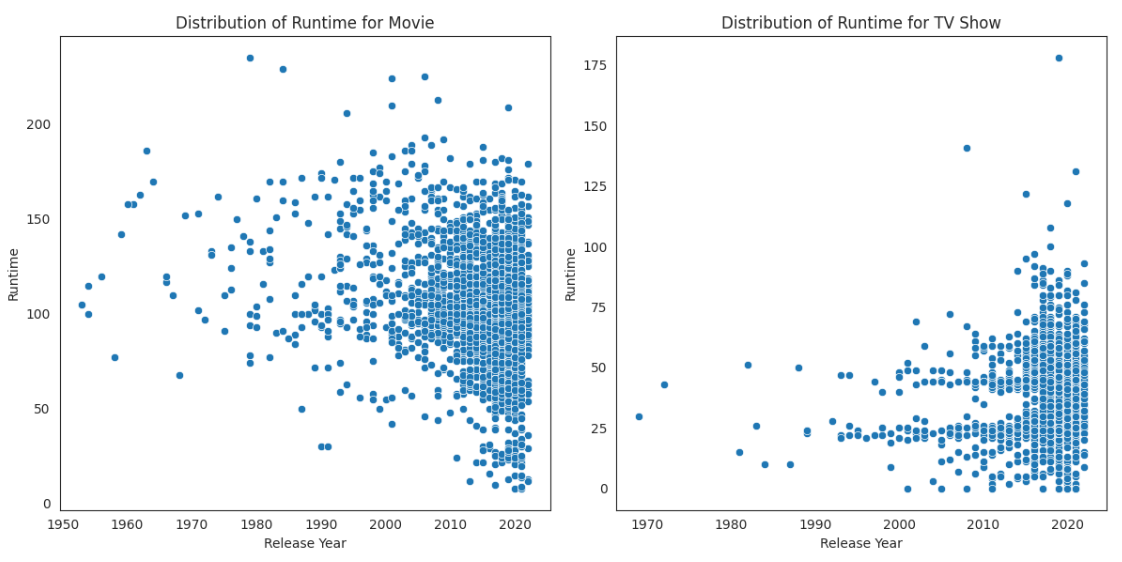 Distribution of Runtime for Movie
Runtime
200
150
100
50
0
1950 1960 1970 1980 1990 2000 2010 2020
Release Year
Distribution of Runtime for TV Show
Runtime
175
150
125
100
75
50
25
0
1970 1980 1990 2000 2010 2020
Release Year